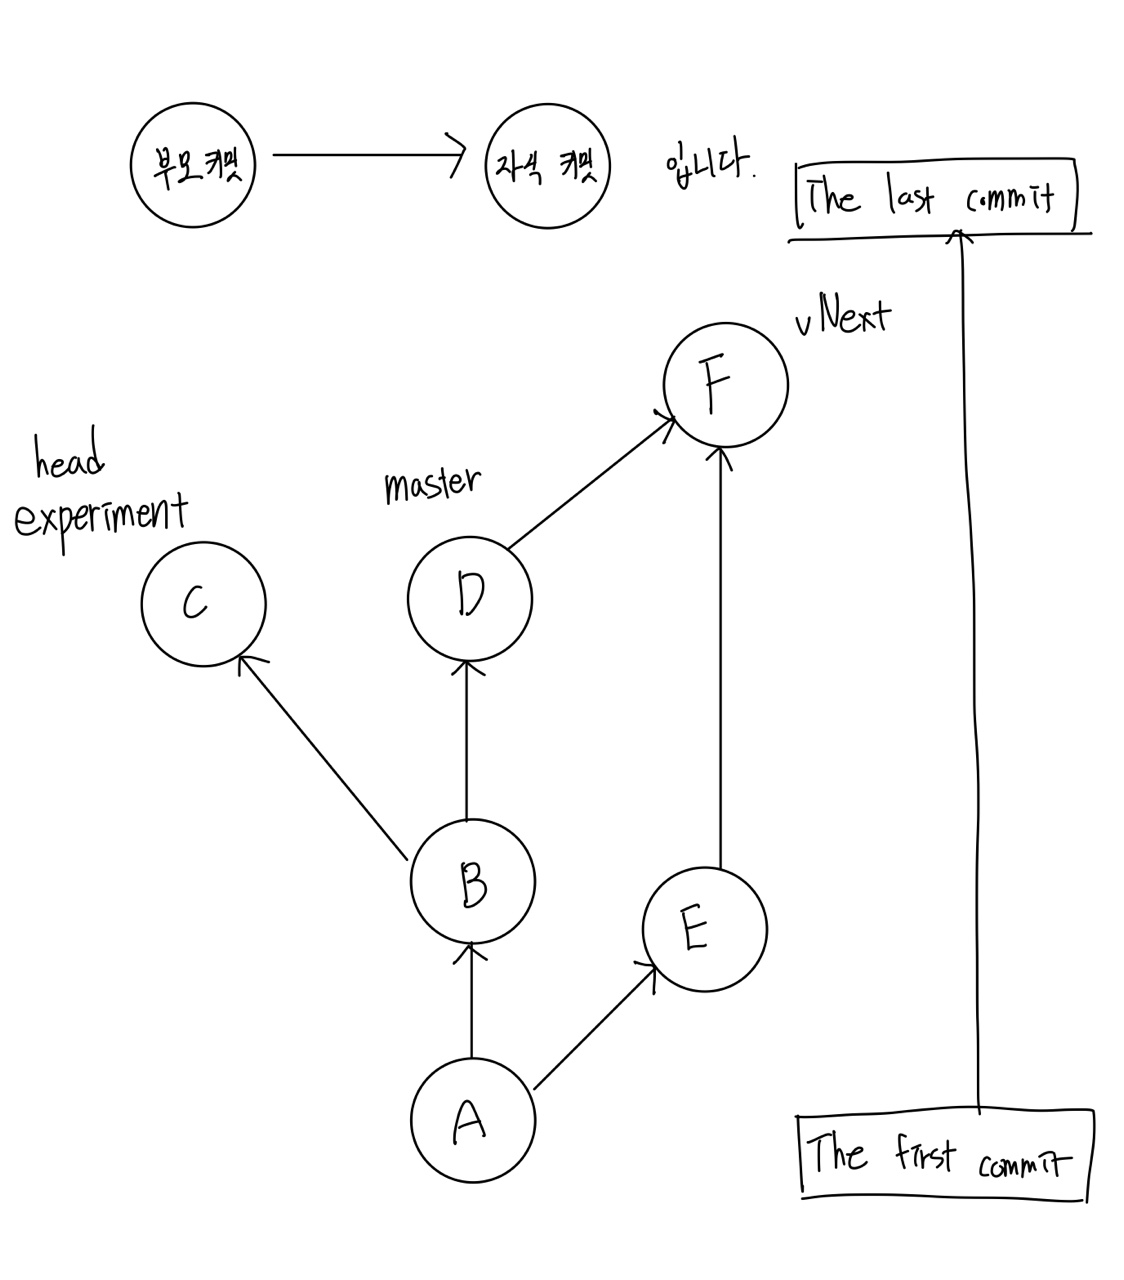 부모 커밋
자식 커밋
입니다.
The last commit
vNext
F
head
experiment
master
C
D
B
E
A
The first commit